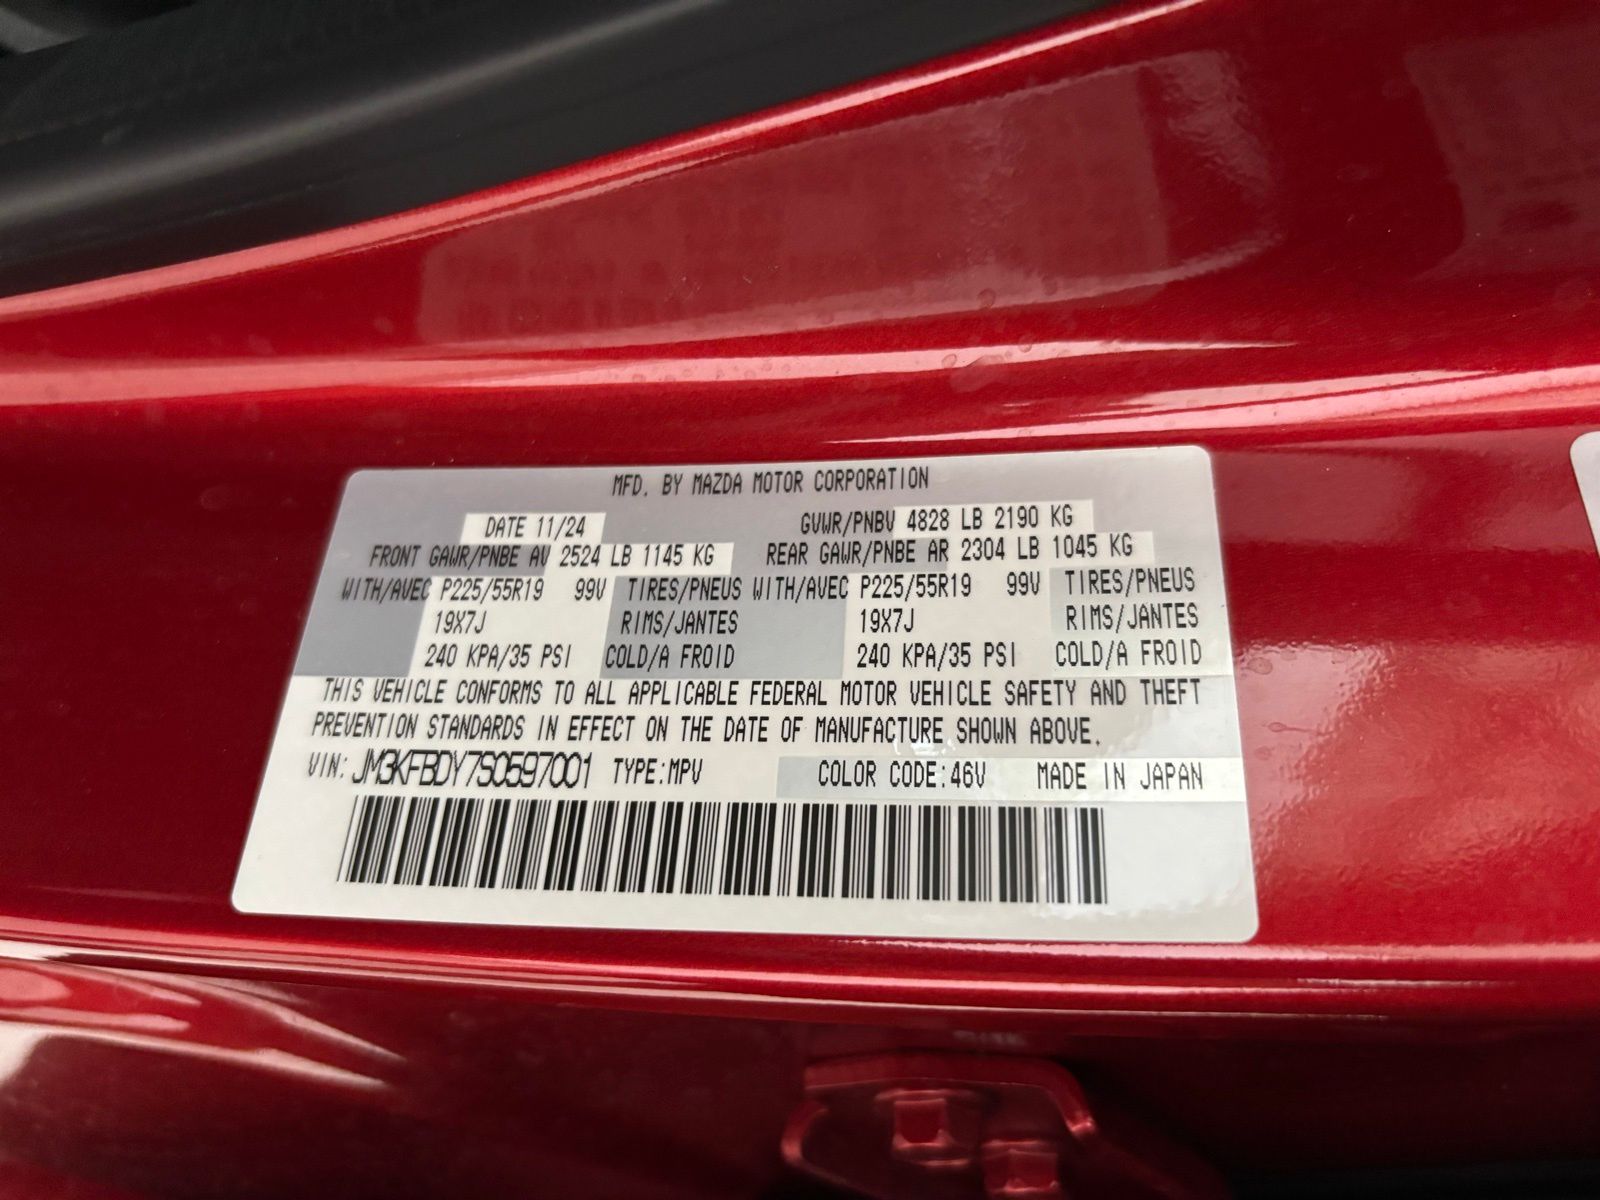 MFD. BY MAZDA MOTOR CORPORATION
DATE 11/24 GVWR/PNBV 4828 LB 2190 KG
FRONT GAWR/PNBE AV 2524 LB 1145 KG REAR GAWR/PNBE AR 2304 LB 1045 KG
WITH/AVEC P225/55R19 99V TIRES/PNEUS WITH/AVEC P225/55R19 99V TIRES/PNEUS
19X7J RIMS/JANTES 19X7J RIMS/JANTES
240 KPA/35 PSI COLD/A FROID 240 KPA/35 PSI COLD/A FROID
THIS VEHICLE CONFORMS TO ALL APPLICABLE FEDERAL MOTOR VEHICLE SAFETY AND THEFT
PREVENTION STANDARDS IN EFFECT ON THE DATE OF MANUFACTURE SHOWN ABOVE.
VIN: JM3KFBDY7S0597001 TYPE:MPV COLOR CODE:46V MADE IN JAPAN